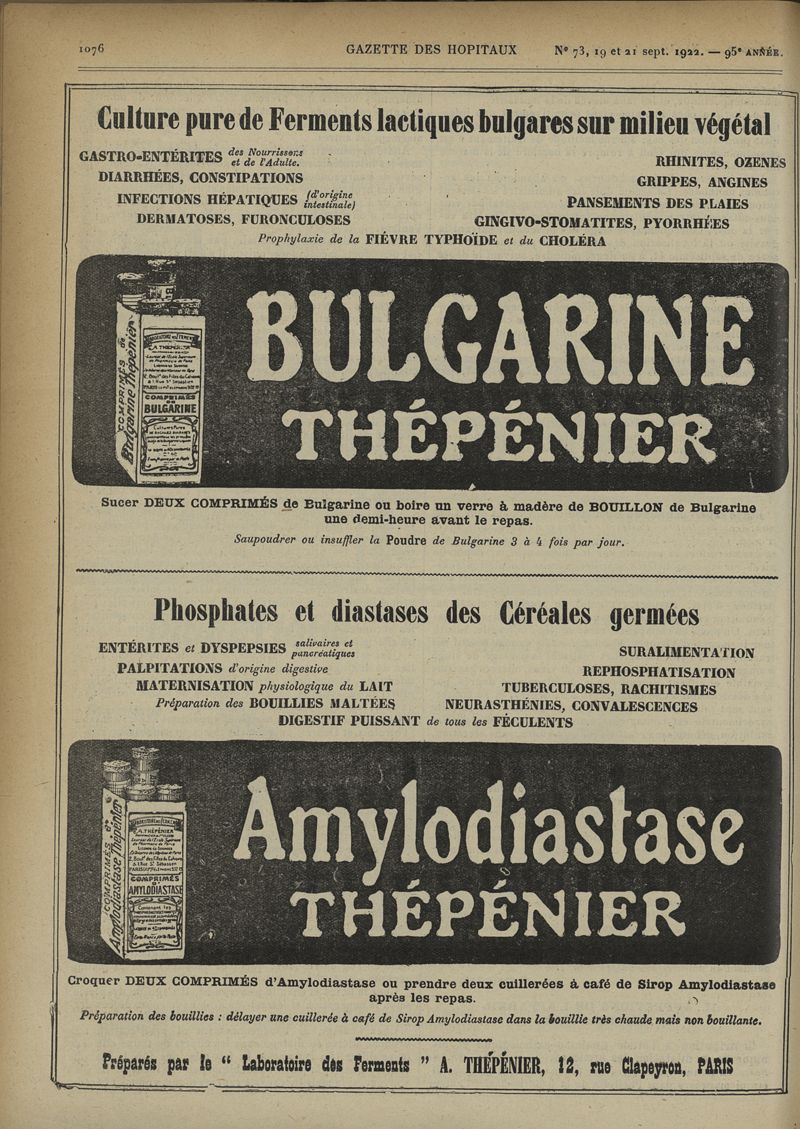 1076 GAZETTE DES HOPITAUX Nº 73, 19 et 21 sept. 1922. — 95e ANNÉE.
Culture pure de Ferments lactiques bulgares sur milieu végétal
GASTRO-ENTÉRITES des Nourrissons et de l'Adulte.
DIARRHÉES, CONSTIPATIONS
INFECTIONS HÉPATIQUES (d'origine intestinale)
DERMATOSES, FURONCULOSES
RHINITES, OZENES
GRIPPES, ANGINES
PANSEMENTS DES PLAIES
GINGIVO-STOMATITES, PYORRHÉES
Prophylaxie de la FIÈVRE TYPHOÏDE et du CHOLÉRA
COMPRIMÉS de
Bulgarine Thépénier
A. THÉPÉNIER
COMPRIMÉS
DE
BULGARINE
BULGARINE
THÉPÉNIER
Sucer DEUX COMPRIMÉS de Bulgarine ou boire un verre à madère de BOUILLON de Bulgarine
une demi-heure avant le repas.
Saupoudrer ou insuffler la Poudre de Bulgarine 3 à 4 fois par jour.
Phosphates et diastases des Céréales germées
ENTÉRITES et DYSPEPSIES salivaires et pancréatiques
PALPITATIONS d'origine digestive
MATERNISATION physiologique du LAIT
Préparation des BOUILLIES MALTÉES
SURALIMENTATION
REPHOSPHATISATION
TUBERCULOSES, RACHITISMES
NEURASTHÉNIES, CONVALESCENCES
DIGESTIF PUISSANT de tous les FÉCULENTS
COMPRIMÉS d'
Amylodiastase Thépénier
A. THÉPÉNIER
COMPRIMÉS
AMYLODIASTASE
Amylodiastase
THÉPÉNIER
Croquer DEUX COMPRIMÉS d'Amylodiastase ou prendre deux cuillerées à café de Sirop Amylodiastase
après les repas.
Préparation des bouillies : délayer une cuillerée à café de Sirop Amylodiastase dans la bouillie très chaude mais non bouillante.
Préparés par le " Laboratoire des Ferments " A. THÉPÉNIER, 12, rue Clapeyron, PARIS